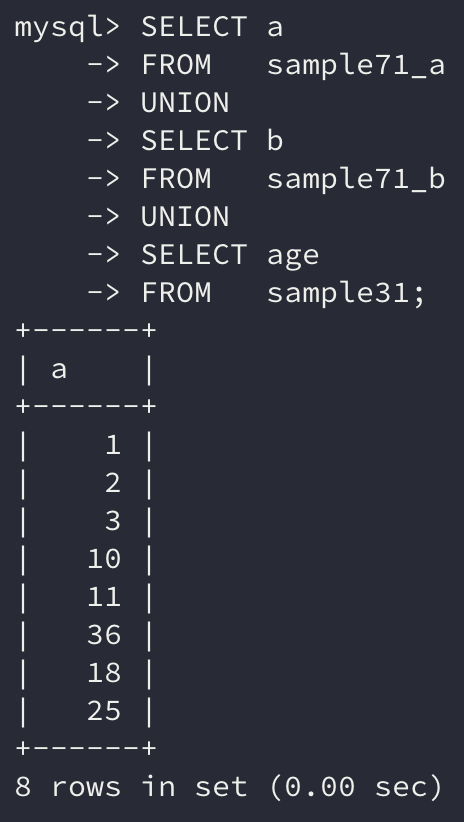 mysql> SELECT a
    -> FROM   sample71_a
    -> UNION
    -> SELECT b
    -> FROM   sample71_b
    -> UNION
    -> SELECT age
    -> FROM   sample31;
+------+
| a    |
+------+
|    1 |
|    2 |
|    3 |
|   10 |
|   11 |
|   36 |
|   18 |
|   25 |
+------+
8 rows in set (0.00 sec)